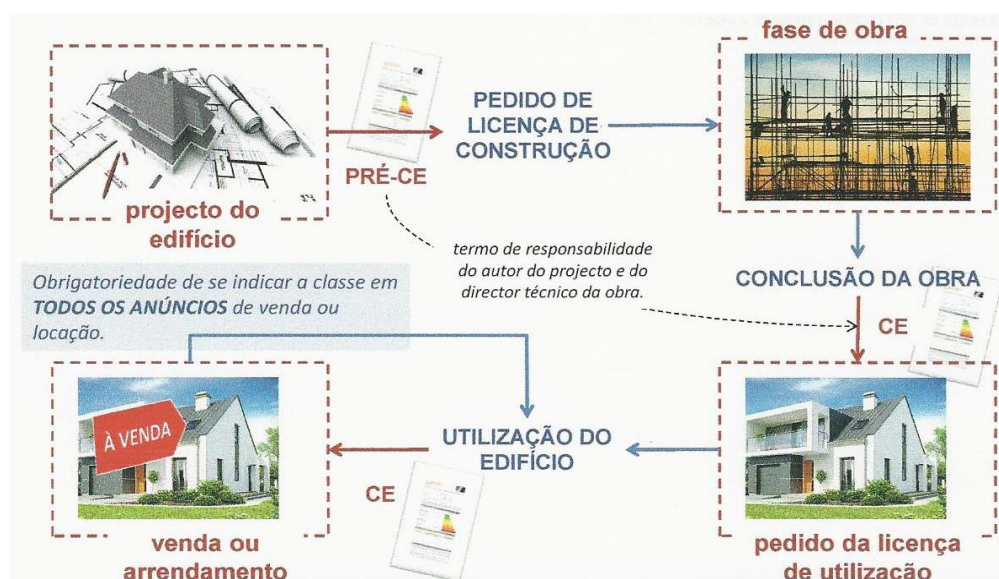 fase de obra
PEDIDO DE
LICENÇA DE
CONSTRUÇÃO
PRÉ-CE
projecto do
edifício
termo de responsabilidade
do autor do projecto e do
director técnico da obra.
CONCLUSÃO DA OBRA
CE
Obrigatoriedade de se indicar a classe em
TODOS OS ANÚNCIOS de venda ou
locação.
À VENDA
UTILIZAÇÃO DO
EDIFÍCIO
CE
venda ou
arrendamento
pedido da licença
de utilização